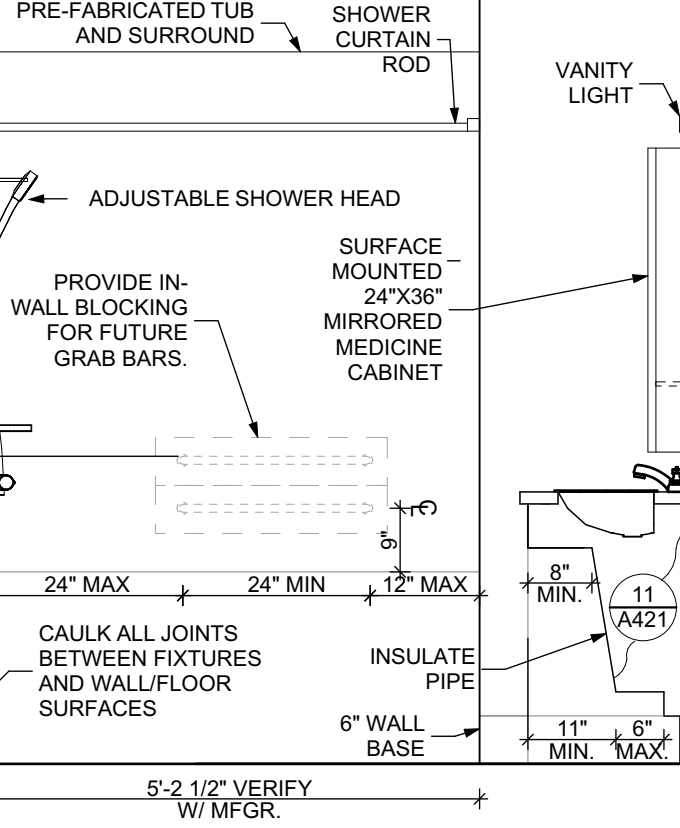 PRE-FABRICATED TUB
AND SURROUND
SHOWER
CURTAIN
ROD
VANITY
LIGHT
ADJUSTABLE SHOWER HEAD
SURFACE
MOUNTED
24"X36"
MIRRORED
MEDICINE
CABINET
PROVIDE IN-
WALL BLOCKING
FOR FUTURE
GRAB BARS.
CL
9"
24" MAX
24" MIN
12" MAX
8"
MIN.
11
A421
CAULK ALL JOINTS
BETWEEN FIXTURES
AND WALL/FLOOR
SURFACES
INSULATE
PIPE
6" WALL
BASE
11"
MIN.
6"
MAX.
5'-2 1/2" VERIFY
W/ MFGR.